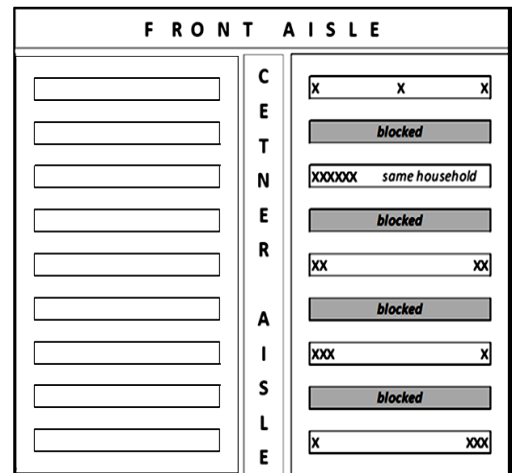 FRONT AISLE
CETNER AISLE
X X X
blocked
XXXXXX same household
blocked
XX XX
blocked
XXX X
blocked
X XXX